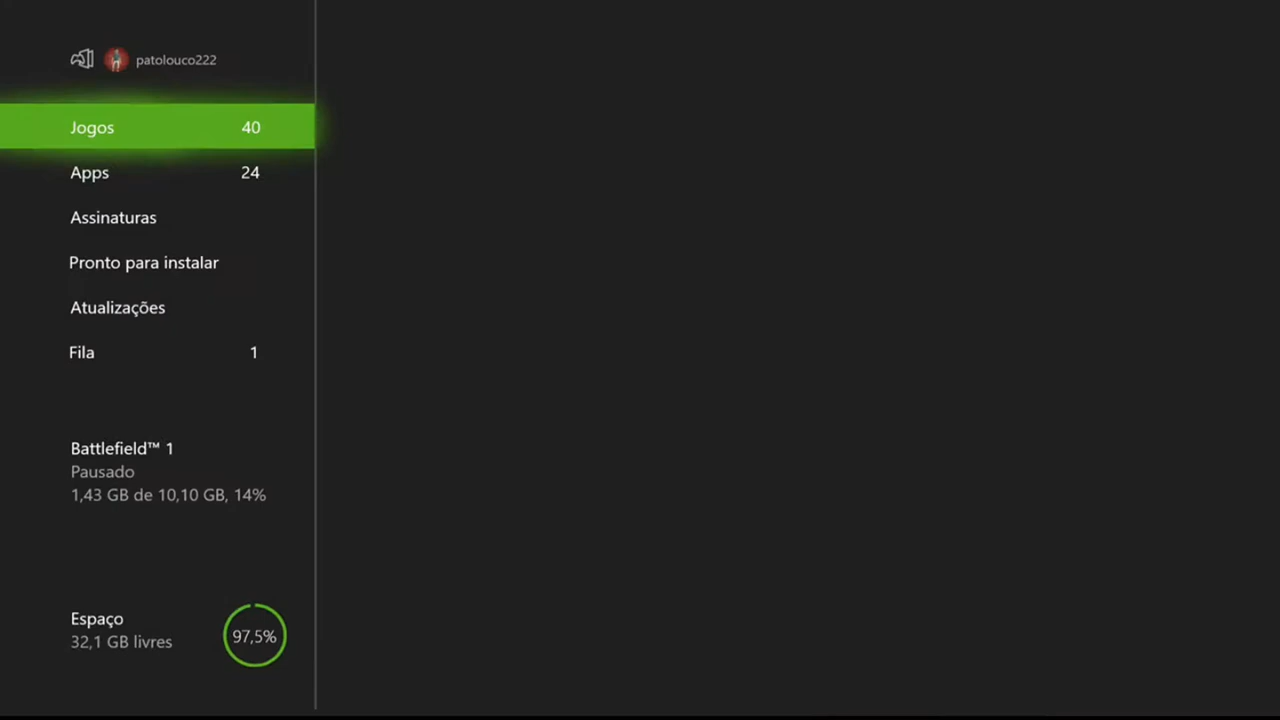 patolouco222
Jogos 40
Apps 24
Assinaturas
Pronto para instalar
Atualizações
Fila 1
Battlefield™ 1
Pausado
1,43 GB de 10,10 GB, 14%
Espaço
32,1 GB livres
97,5%